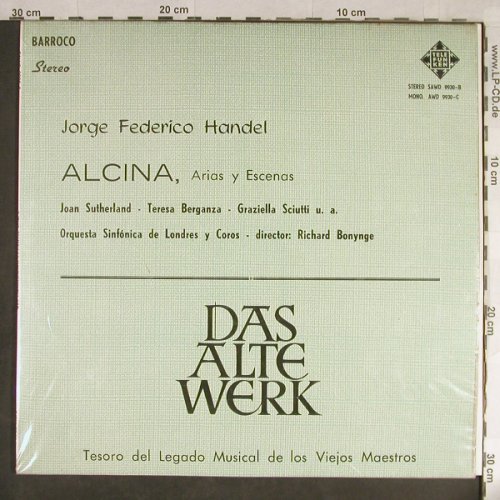 30 cm
20 cm
10 cm
BARROCO
Stereo
TELE
FUN
KEN
STEREO SAWD 9930-B
MONO. AWD 9930-C
Jorge Federico Handel
ALCINA, Arias y Escenas
Joan Sutherland - Teresa Berganza - Graziella Sciutti u. a.
Orquesta Sinfónica de Londres y Coros - director: Richard Bonynge
DAS
ALTE
WERK
Tesoro del Legado Musical de los Viejos Maestros
www.LP-CD.de
10 cm
20 cm
30 cm